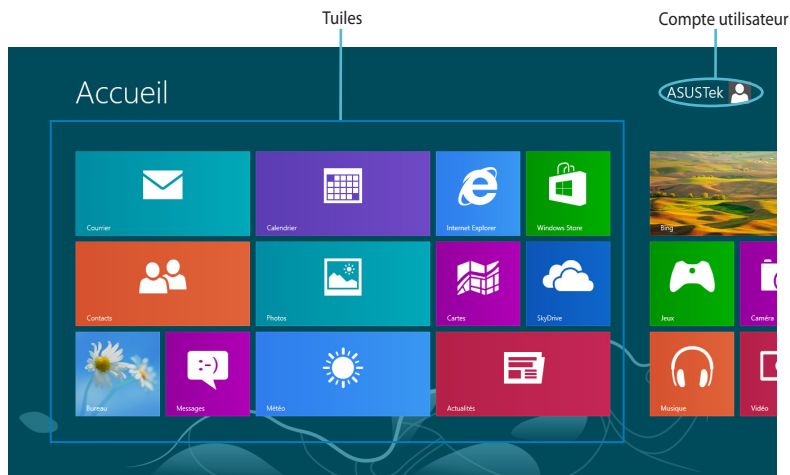 Tuiles
Compte utilisateur
Accueil
ASUSTek
Courrier
Calendrier
Internet Explorer
Windows Store
Bing
Contacts
Photos
Cartes
SkyDrive
Jeux
Caméra
Bureau
:-)
Messages
Météo
Actualités
Musique
Vidéo